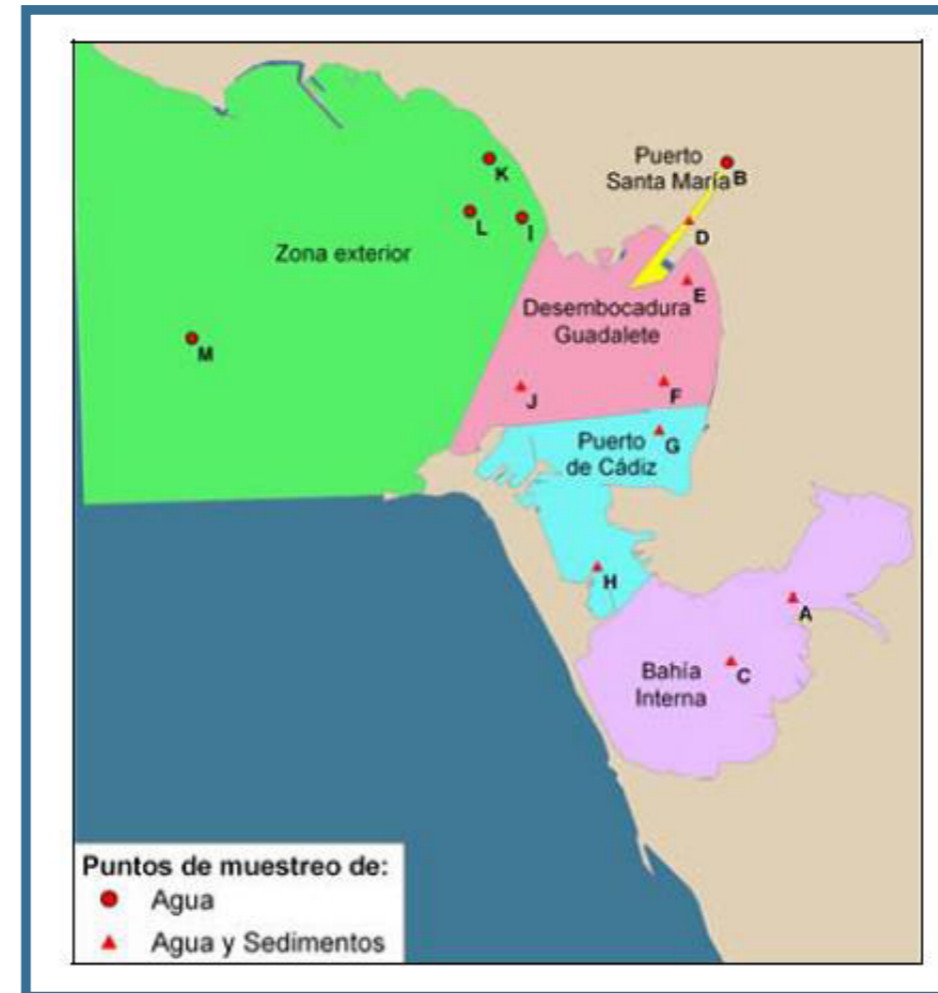 Puerto
Santa María
B
K
D
L
I
Zona exterior
E
Desembocadura
Guadalete
M
J
F
Puerto
de Cádiz
G
H
A
Bahía
Interna
C
Puntos de muestreo de:
Agua
Agua y Sedimentos